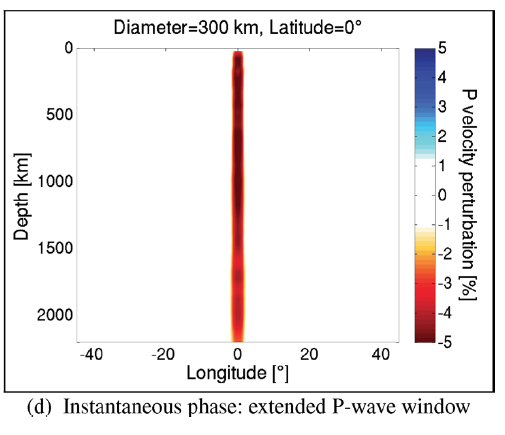 Diameter=300 km, Latitude=0°
0
500
1000
1500
2000
Depth [km]
-40 -20 0 20 40
Longitude [°]
5
4
3
2
1
0
-1
-2
-3
-4
-5
P velocity perturbation [%]
(d) Instantaneous phase: extended P-wave window